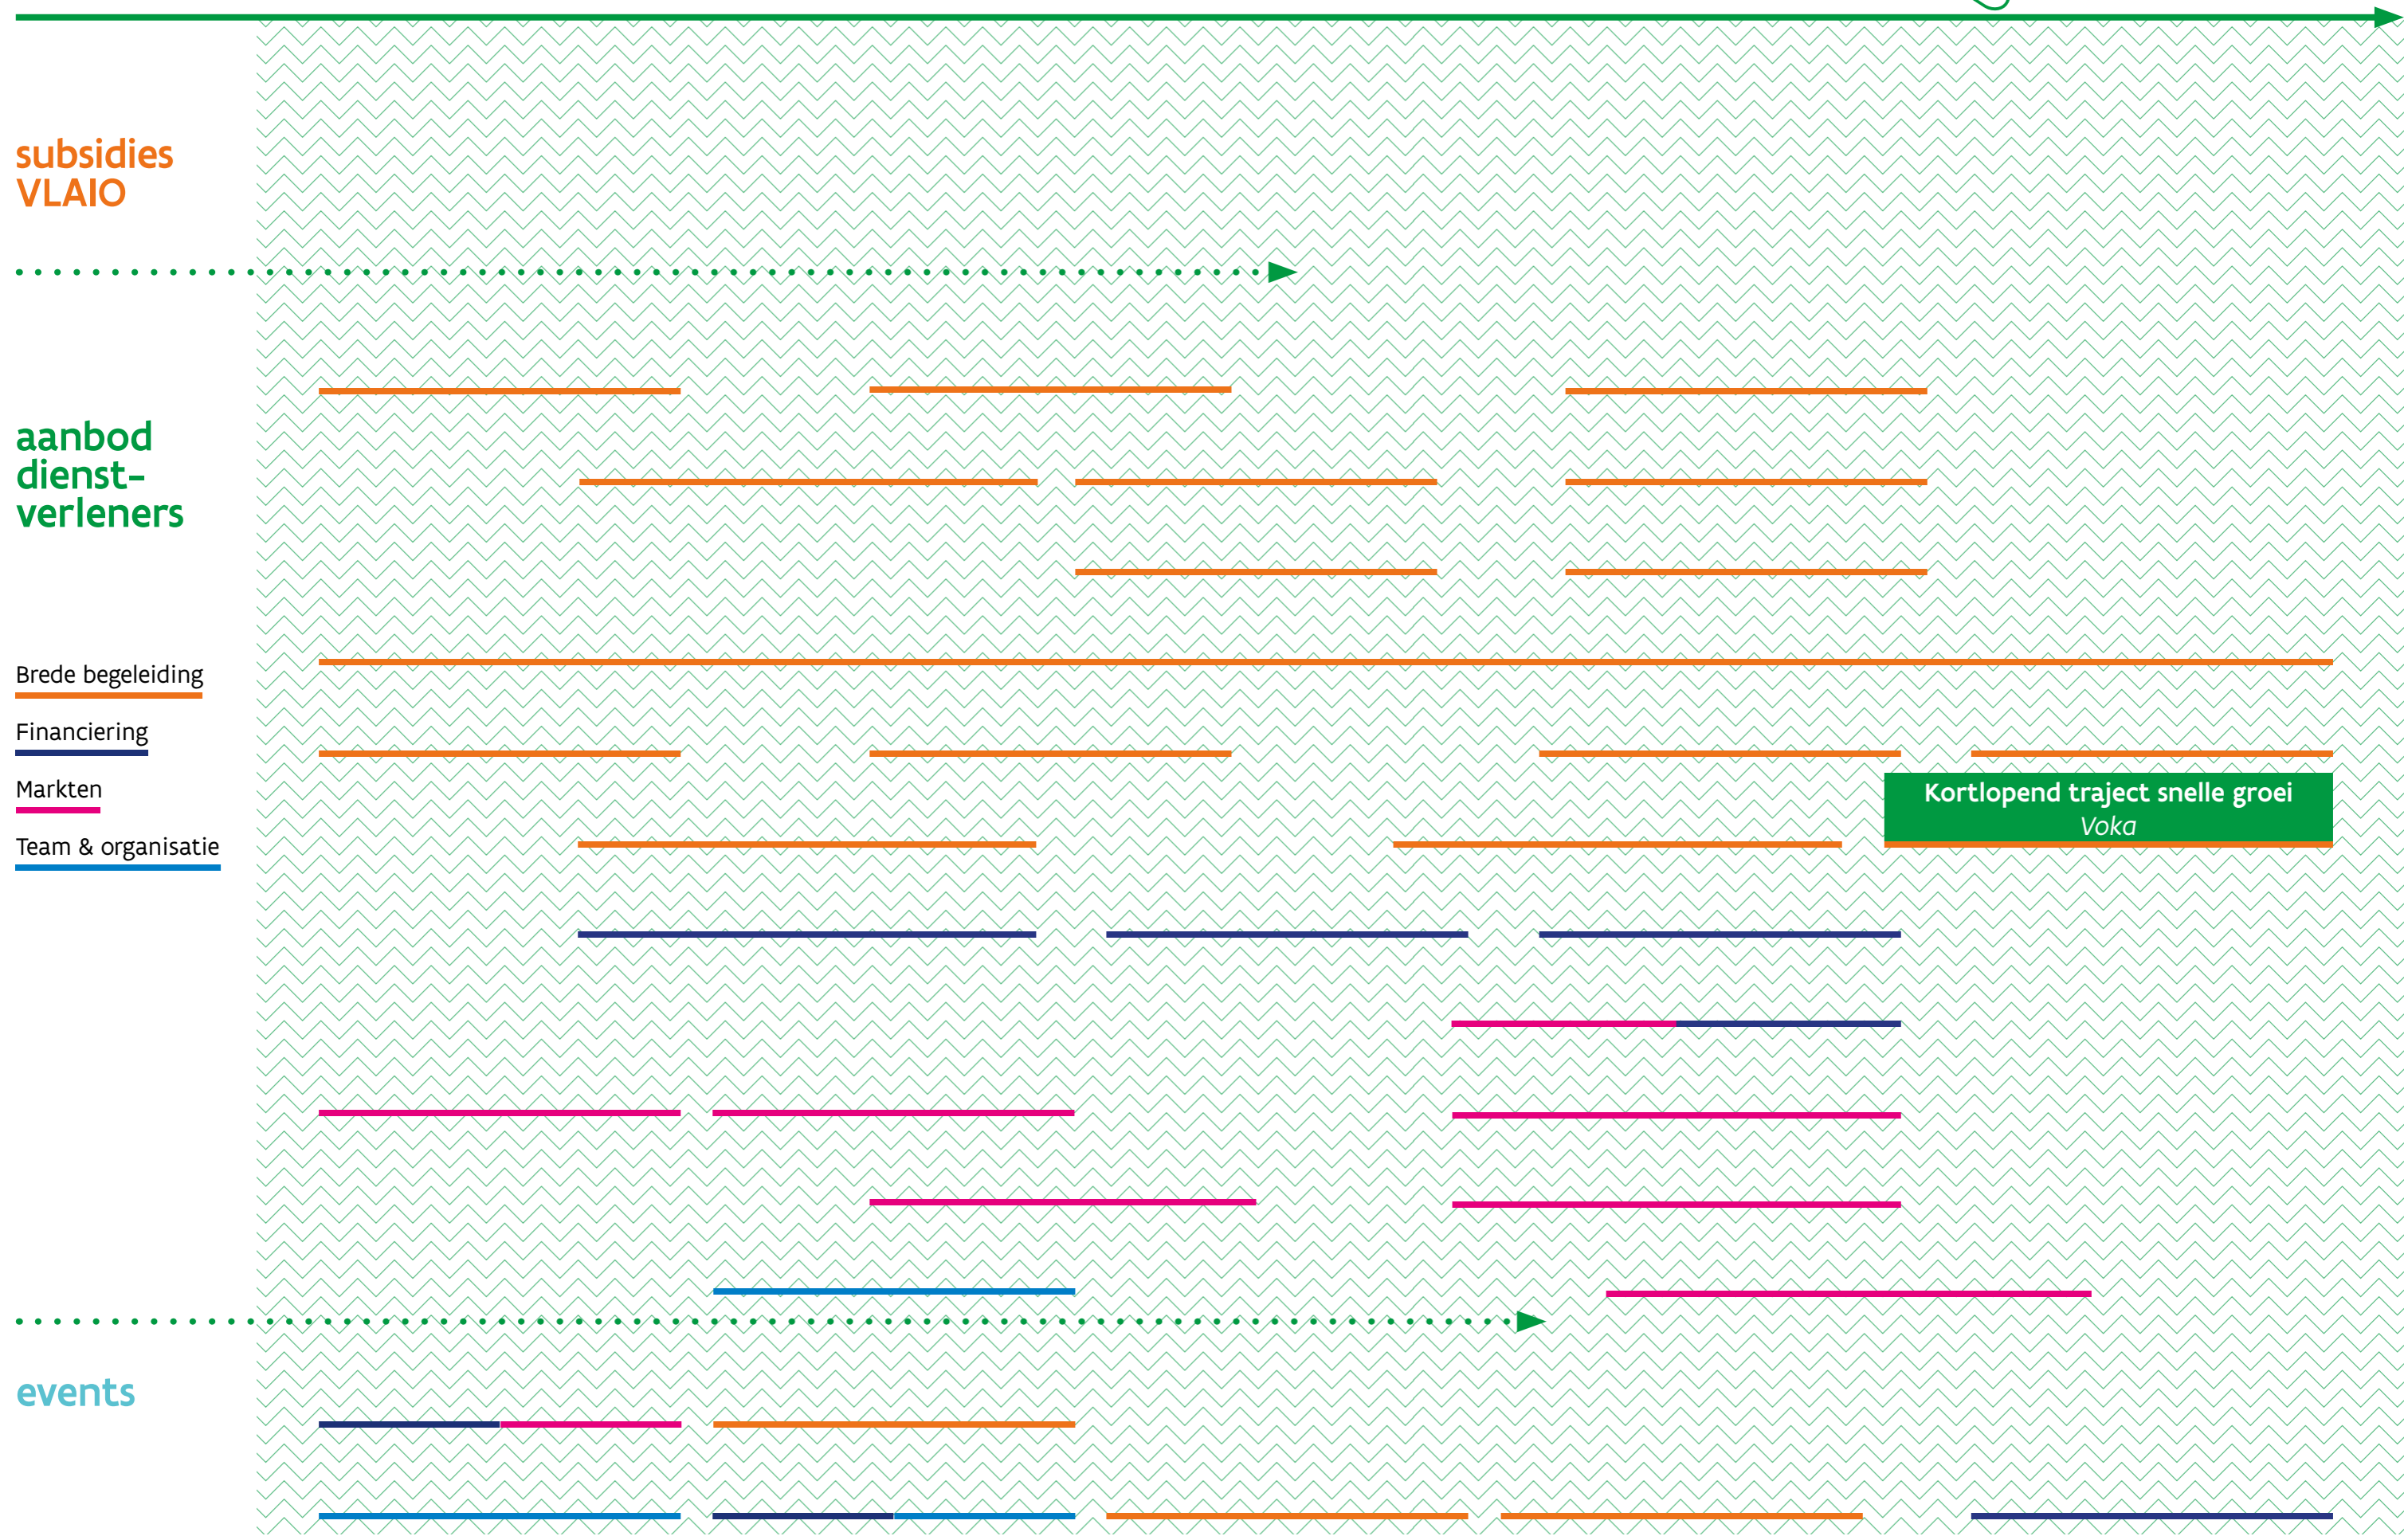 subsidies
VLAIO
aanbod
dienst-
verleners
Brede begeleiding
Financiering
Markten
Team & organisatie
Kortlopend traject snelle groei
Voka
events